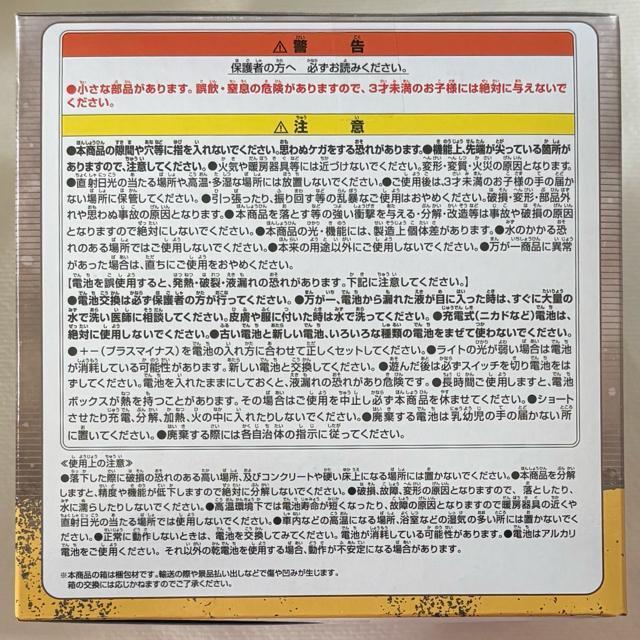 ⚠警告
保護者の方へ 必ずお読みください。
●小さな部品があります。誤飲・窒息の危険がありますので、3才未満のお子様には絶対に与えないで
ください。
⚠注意
●本商品の隙間や穴等に指を入れないでください。思わぬケガをする恐れがあります。●機能上、先端が尖っている箇所が
ありますので、注意してください。●火気や暖房器具等には近づけないでください。変形・変質・火災の原因となります。
●直射日光の当たる場所や高温・多湿な場所には放置しないでください。●ご使用後は、3才未満のお子様の手の届か
ない場所に保管してください。●引っ張ったり、振り回す等の乱暴なご使用はおやめください。破損・変形・部品外
れや思わぬ事故の原因となります。●本商品を落とす等の強い衝撃を与える・分解・改造等は事故や破損の原因
となりますので絶対にしないでください。●本商品の光・機能には、製造上個体差があります。●水のかかる恐
れのある場所ではご使用しないでください。●本来の用途以外にご使用しないでください。●万が一商品に異常
があった場合は、直ちにご使用をおやめください。
【電池を誤使用すると、発熱・破裂・液漏れの恐れがあります。下記に注意してください。】
●電池交換は必ず保護者の方が行ってください。●万が一、電池から漏れた液が目に入った時は、すぐに大量の
水で洗い医師に相談してください。皮膚や服に付いた時は水で洗ってください。●充電式(ニカドなど)電池は、
絶対に使用しないでください。●古い電池と新しい電池、いろいろな種類の電池をまぜて使わないでください。
●+−(プラスマイナス)を電池の入れ方に合わせて正しくセットしてください。●ライトの光が弱い場合は電池
が消耗している可能性があります。新しい電池と交換してください。●遊んだ後は必ずスイッチを切り電池をは
ずしてください。電池を入れたままにしておくと、液漏れの恐れがあり危険です。●長時間ご使用しますと、電池
ボックスが熱を持つことがあります。その場合はご使用を中止し必ず本商品を休ませてください。●ショート
させたり充電、分解、加熱、火の中に入れたりしないでください。●廃棄する電池は乳幼児の手の届かない所
に置いてください。●廃棄する際には各自治体の指示に従ってください。
≪使用上の注意≫
●落下した際に破損の恐れのある高い場所、及びコンクリートや硬い床上になる場所には置かないでください。●本商品を分解
しますと、精度や機能が低下しますので絶対に分解しないでください。●破損、故障、変形の原因となりますので、落としたり、
水に濡らしたりしないでください。●高温環境下では電池寿命が短くなったり、故障の原因となりますので暖房器具の近くや
直射日光の当たる場所では使用しないでください。●車内などの高温になる場所、浴室などの湿気の多い所には置かないでくださ
い。●正常に動作しないときは、電池を交換してみてください。電池が消耗している可能性があります。●電池はアルカリ
電池をご使用ください。それ以外の乾電池を使用する場合、動作が不安定になる場合があります。
※本商品の箱は梱包材です。輸送の際や景品払い出しなどで傷や凹みが生じます。
箱の交換には応じかねますのでご了承ください。